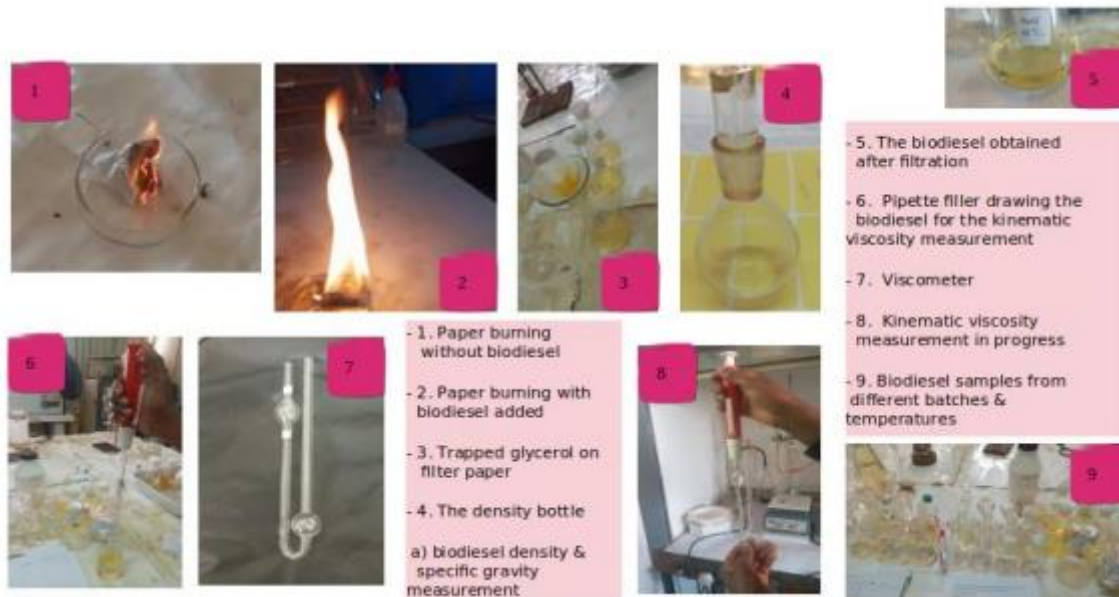 1
2
3
4
5
- 5. The biodiesel obtained
after filtration
- 6. Pipette filler drawing the
biodiesel for the kinematic
viscosity measurement
- 7. Viscometer
- 8. Kinematic viscosity
measurement in progress
- 9. Biodiesel samples from
different batches &
temperatures
6
7
- 1. Paper burning
without biodiesel
- 2. Paper burning with
biodiesel added
- 3. Trapped glycerol on
filter paper
- 4. The density bottle
a) biodiesel density &
specific gravity
measurement
8
9